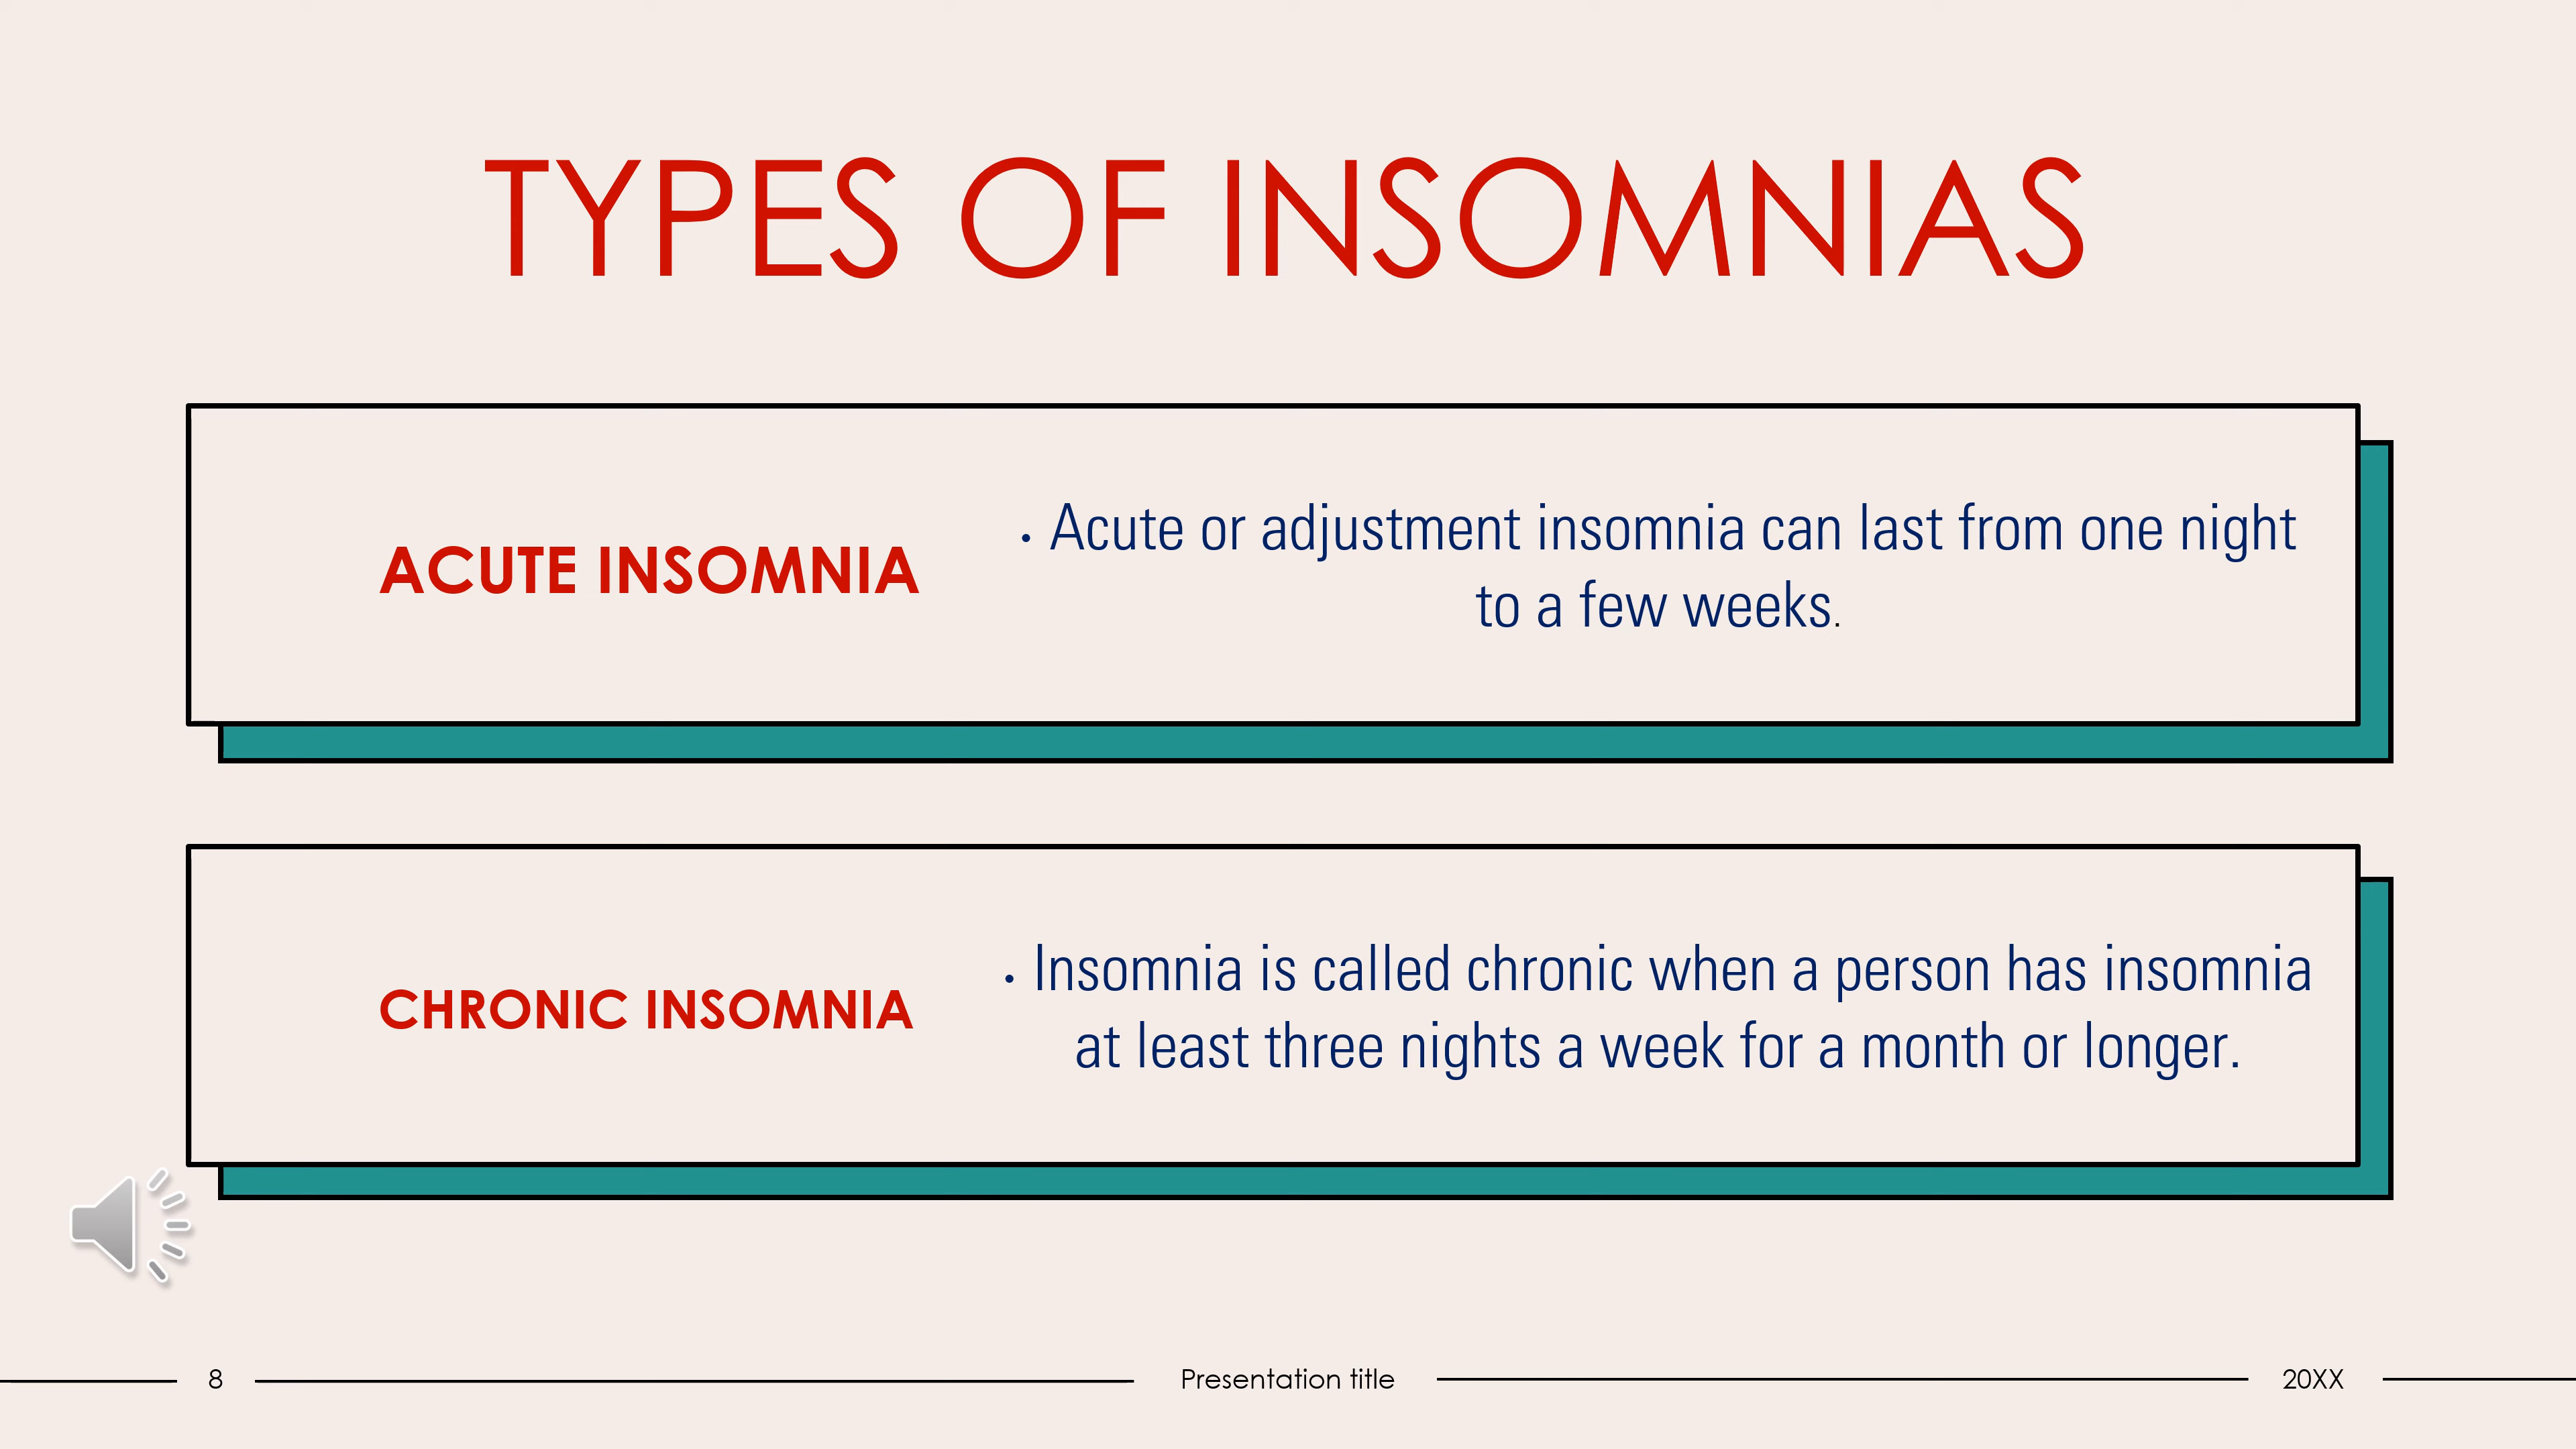 TYPES OF INSOMNIAS
ACUTE INSOMNIA
• Acute or adjustment insomnia can last from one night
to a few weeks.
CHRONIC INSOMNIA
• Insomnia is called chronic when a person has insomnia
at least three nights a week for a month or longer.
8
Presentation title
20XX